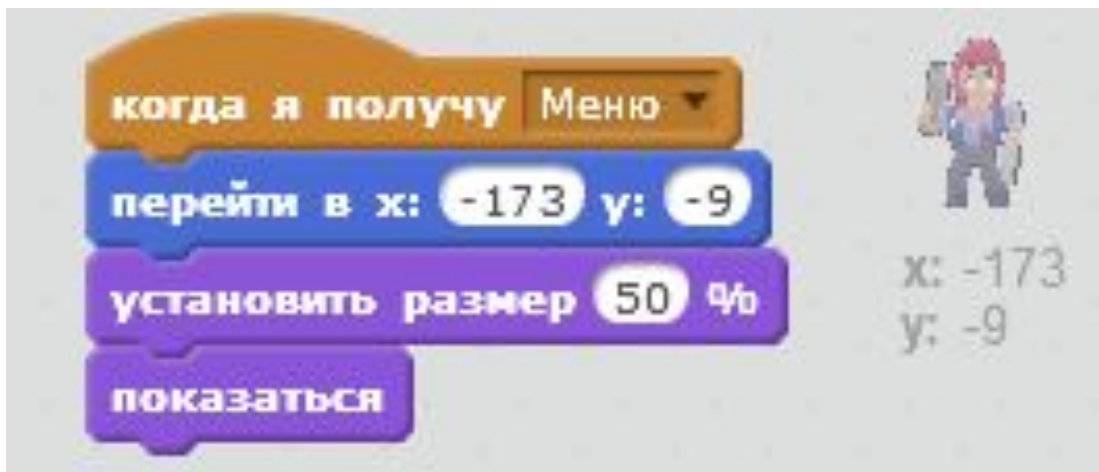 когда я получу Меню
перейти в x: -173 y: -9
установить размер 50 %
показаться
x: -173
y: -9